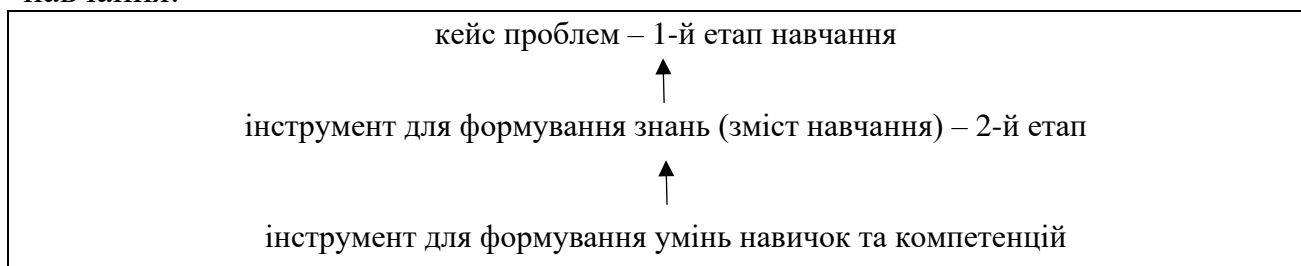 кейс проблем – 1-й етап навчання
інструмент для формування знань (зміст навчання) – 2-й етап
інструмент для формування умінь навичок та компетенцій